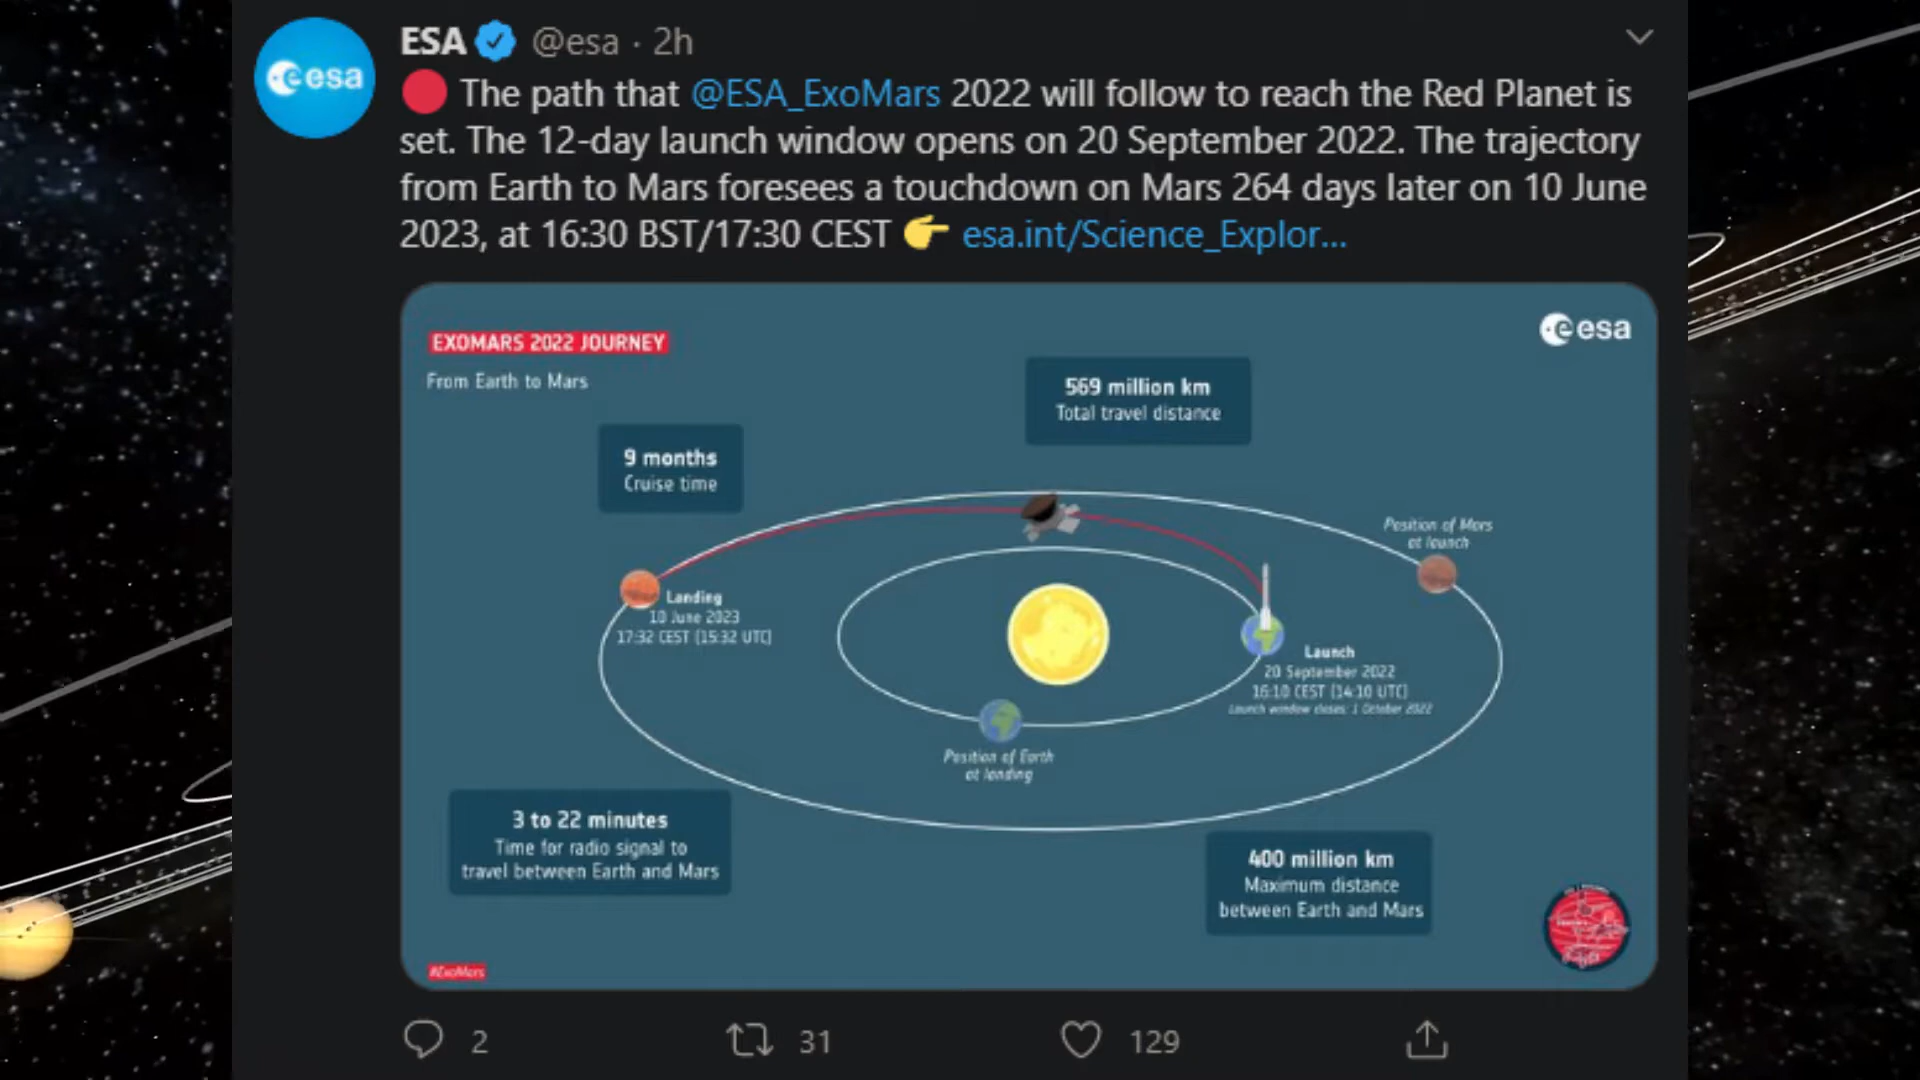 esa
ESA @esa · 2h
🔴 The path that @ESA_ExoMars 2022 will follow to reach the Red Planet is
set. The 12-day launch window opens on 20 September 2022. The trajectory
from Earth to Mars foresees a touchdown on Mars 264 days later on 10 June
2023, at 16:30 BST/17:30 CEST 👉 esa.int/Science_Explor...
EXOMARS 2022 JOURNEY
From Earth to Mars
esa
569 million km
Total travel distance
9 months
Cruise time
Position of Mars
at launch
Landing
10 June 2023
17:32 CEST (15:32 UTC)
Launch
20 September 2022
16:10 CEST (14:10 UTC)
Launch window closes: 1 October 2022
Position of Earth
at landing
3 to 22 minutes
Time for radio signal to
travel between Earth and Mars
400 million km
Maximum distance
between Earth and Mars
#ExoMars
2
31
129